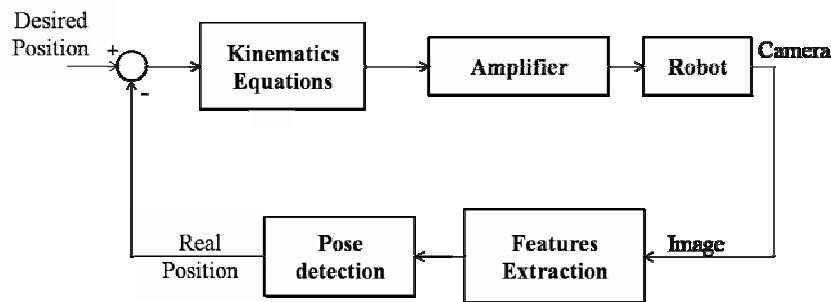 Desired
Position
+
-
Kinematics
Equations
Amplifier
Robot
Camera
Real
Position
Pose
detection
Features
Extraction
Image